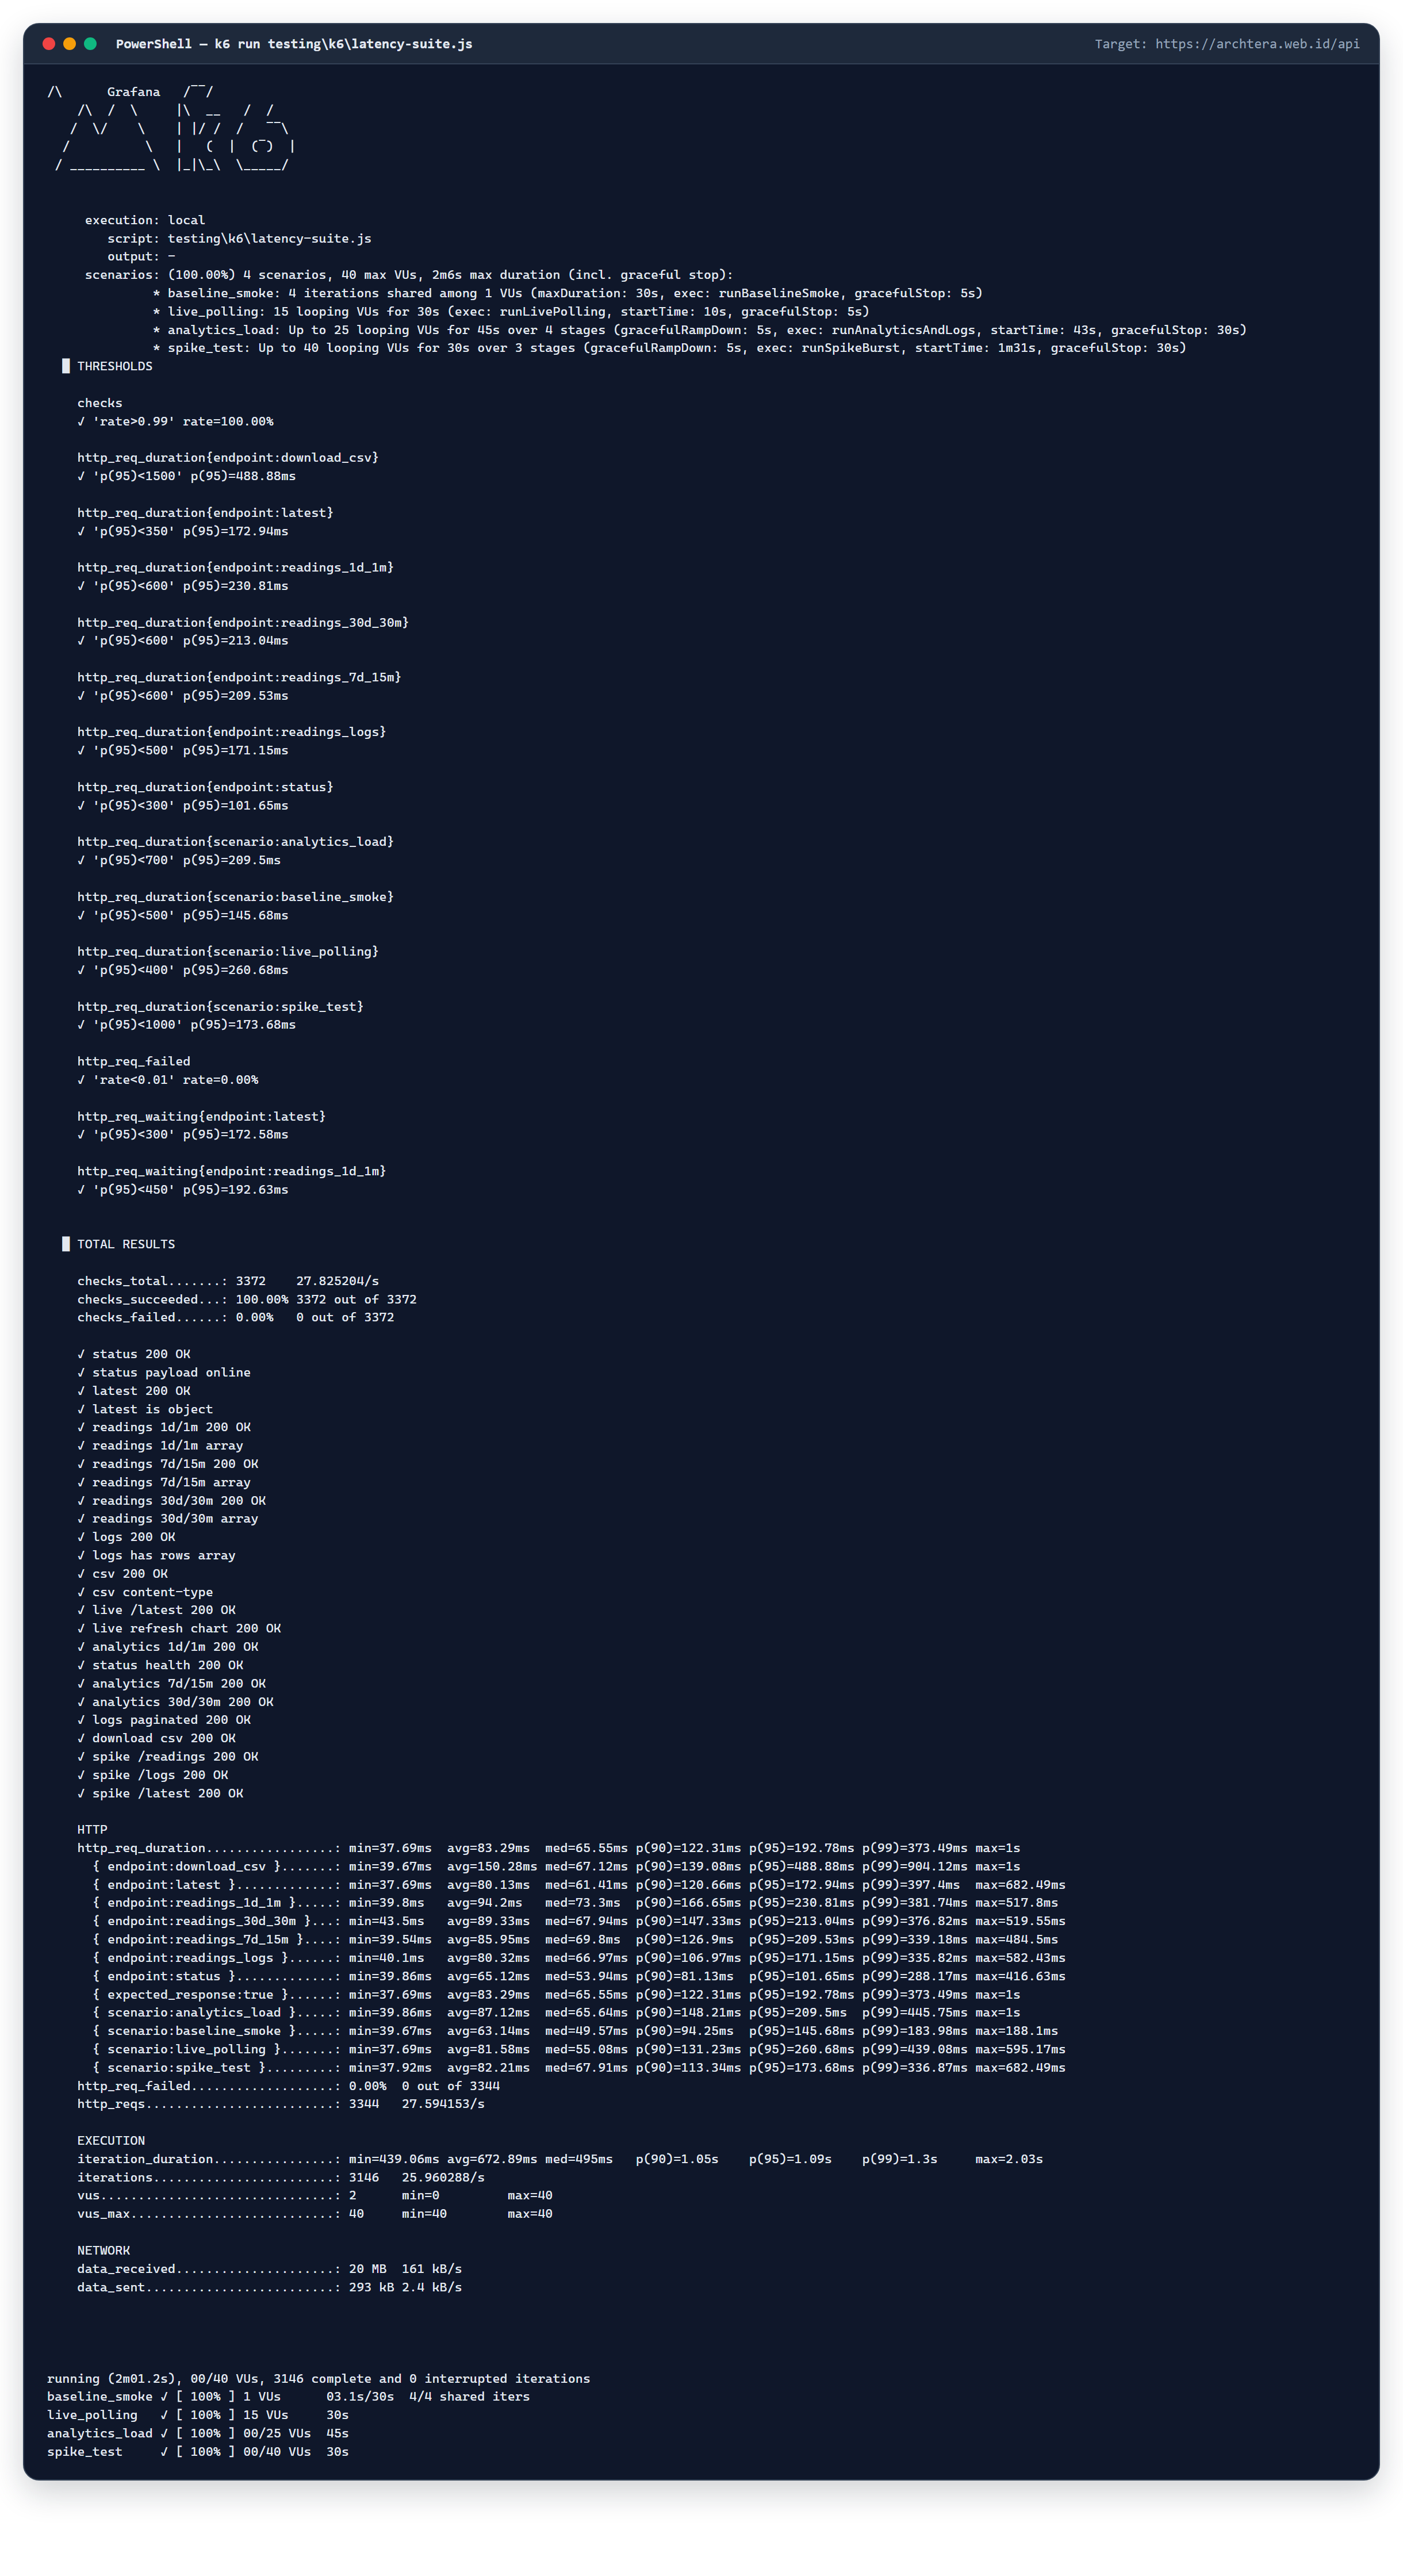 PowerShell — k6 run testing\k6\latency-suite.js
Target: https://archtera.web.id/api
/\      Grafana   /‾‾/
    /\  /  \     |\  __   /  /
   /  \/    \    | |/ /  /   ‾‾\
  /          \   |   (  |  (‾)  |
 / __________ \  |_|\_\  \_____/
execution: local
script: testing\k6\latency-suite.js
output: -
scenarios: (100.00%) 4 scenarios, 40 max VUs, 2m6s max duration (incl. graceful stop):
* baseline_smoke: 4 iterations shared among 1 VUs (maxDuration: 30s, exec: runBaselineSmoke, gracefulStop: 5s)
* live_polling: 15 looping VUs for 30s (exec: runLivePolling, startTime: 10s, gracefulStop: 5s)
* analytics_load: Up to 25 looping VUs for 45s over 4 stages (gracefulRampDown: 5s, exec: runAnalyticsAndLogs, startTime: 43s, gracefulStop: 30s)
* spike_test: Up to 40 looping VUs for 30s over 3 stages (gracefulRampDown: 5s, exec: runSpikeBurst, startTime: 1m31s, gracefulStop: 30s)
█ THRESHOLDS
checks
✓ 'rate>0.99' rate=100.00%
http_req_duration{endpoint:download_csv}
✓ 'p(95)<1500' p(95)=488.88ms
http_req_duration{endpoint:latest}
✓ 'p(95)<350' p(95)=172.94ms
http_req_duration{endpoint:readings_1d_1m}
✓ 'p(95)<600' p(95)=230.81ms
http_req_duration{endpoint:readings_30d_30m}
✓ 'p(95)<600' p(95)=213.04ms
http_req_duration{endpoint:readings_7d_15m}
✓ 'p(95)<600' p(95)=209.53ms
http_req_duration{endpoint:readings_logs}
✓ 'p(95)<500' p(95)=171.15ms
http_req_duration{endpoint:status}
✓ 'p(95)<300' p(95)=101.65ms
http_req_duration{scenario:analytics_load}
✓ 'p(95)<700' p(95)=209.5ms
http_req_duration{scenario:baseline_smoke}
✓ 'p(95)<500' p(95)=145.68ms
http_req_duration{scenario:live_polling}
✓ 'p(95)<400' p(95)=260.68ms
http_req_duration{scenario:spike_test}
✓ 'p(95)<1000' p(95)=173.68ms
http_req_failed
✓ 'rate<0.01' rate=0.00%
http_req_waiting{endpoint:latest}
✓ 'p(95)<300' p(95)=172.58ms
http_req_waiting{endpoint:readings_1d_1m}
✓ 'p(95)<450' p(95)=192.63ms
█ TOTAL RESULTS
checks_total.......: 3372    27.825204/s
checks_succeeded...: 100.00% 3372 out of 3372
checks_failed......: 0.00%   0 out of 3372
✓ status 200 OK
✓ status payload online
✓ latest 200 OK
✓ latest is object
✓ readings 1d/1m 200 OK
✓ readings 1d/1m array
✓ readings 7d/15m 200 OK
✓ readings 7d/15m array
✓ readings 30d/30m 200 OK
✓ readings 30d/30m array
✓ logs 200 OK
✓ logs has rows array
✓ csv 200 OK
✓ csv content-type
✓ live /latest 200 OK
✓ live refresh chart 200 OK
✓ analytics 1d/1m 200 OK
✓ status health 200 OK
✓ analytics 7d/15m 200 OK
✓ analytics 30d/30m 200 OK
✓ logs paginated 200 OK
✓ download csv 200 OK
✓ spike /readings 200 OK
✓ spike /logs 200 OK
✓ spike /latest 200 OK
HTTP
http_req_duration.................: min=37.69ms  avg=83.29ms  med=65.55ms p(90)=122.31ms p(95)=192.78ms p(99)=373.49ms max=1s
{ endpoint:download_csv }.......: min=39.67ms  avg=150.28ms med=67.12ms p(90)=139.08ms p(95)=488.88ms p(99)=904.12ms max=1s
{ endpoint:latest }.............: min=37.69ms  avg=80.13ms  med=61.41ms p(90)=120.66ms p(95)=172.94ms p(99)=397.4ms  max=682.49ms
{ endpoint:readings_1d_1m }.....: min=39.8ms   avg=94.2ms   med=73.3ms  p(90)=166.65ms p(95)=230.81ms p(99)=381.74ms max=517.8ms
{ endpoint:readings_30d_30m }...: min=43.5ms   avg=89.33ms  med=67.94ms p(90)=147.33ms p(95)=213.04ms p(99)=376.82ms max=519.55ms
{ endpoint:readings_7d_15m }....: min=39.54ms  avg=85.95ms  med=69.8ms  p(90)=126.9ms  p(95)=209.53ms p(99)=339.18ms max=484.5ms
{ endpoint:readings_logs }......: min=40.1ms   avg=80.32ms  med=66.97ms p(90)=106.97ms p(95)=171.15ms p(99)=335.82ms max=582.43ms
{ endpoint:status }.............: min=39.86ms  avg=65.12ms  med=53.94ms p(90)=81.13ms  p(95)=101.65ms p(99)=288.17ms max=416.63ms
{ expected_response:true }......: min=37.69ms  avg=83.29ms  med=65.55ms p(90)=122.31ms p(95)=192.78ms p(99)=373.49ms max=1s
{ scenario:analytics_load }.....: min=39.86ms  avg=87.12ms  med=65.64ms p(90)=148.21ms p(95)=209.5ms  p(99)=445.75ms max=1s
{ scenario:baseline_smoke }.....: min=39.67ms  avg=63.14ms  med=49.57ms p(90)=94.25ms  p(95)=145.68ms p(99)=183.98ms max=188.1ms
{ scenario:live_polling }.......: min=37.69ms  avg=81.58ms  med=55.08ms p(90)=131.23ms p(95)=260.68ms p(99)=439.08ms max=595.17ms
{ scenario:spike_test }.........: min=37.92ms  avg=82.21ms  med=67.91ms p(90)=113.34ms p(95)=173.68ms p(99)=336.87ms max=682.49ms
http_req_failed...................: 0.00%  0 out of 3344
http_reqs.........................: 3344   27.594153/s
EXECUTION
iteration_duration................: min=439.06ms avg=672.89ms med=495ms   p(90)=1.05s    p(95)=1.09s    p(99)=1.3s     max=2.03s
iterations........................: 3146   25.960288/s
vus...............................: 2      min=0         max=40
vus_max...........................: 40     min=40        max=40
NETWORK
data_received.....................: 20 MB  161 kB/s
data_sent.........................: 293 kB 2.4 kB/s
running (2m01.2s), 00/40 VUs, 3146 complete and 0 interrupted iterations
baseline_smoke ✓ [ 100% ] 1 VUs      03.1s/30s  4/4 shared iters
live_polling   ✓ [ 100% ] 15 VUs     30s
analytics_load ✓ [ 100% ] 00/25 VUs  45s
spike_test     ✓ [ 100% ] 00/40 VUs  30s